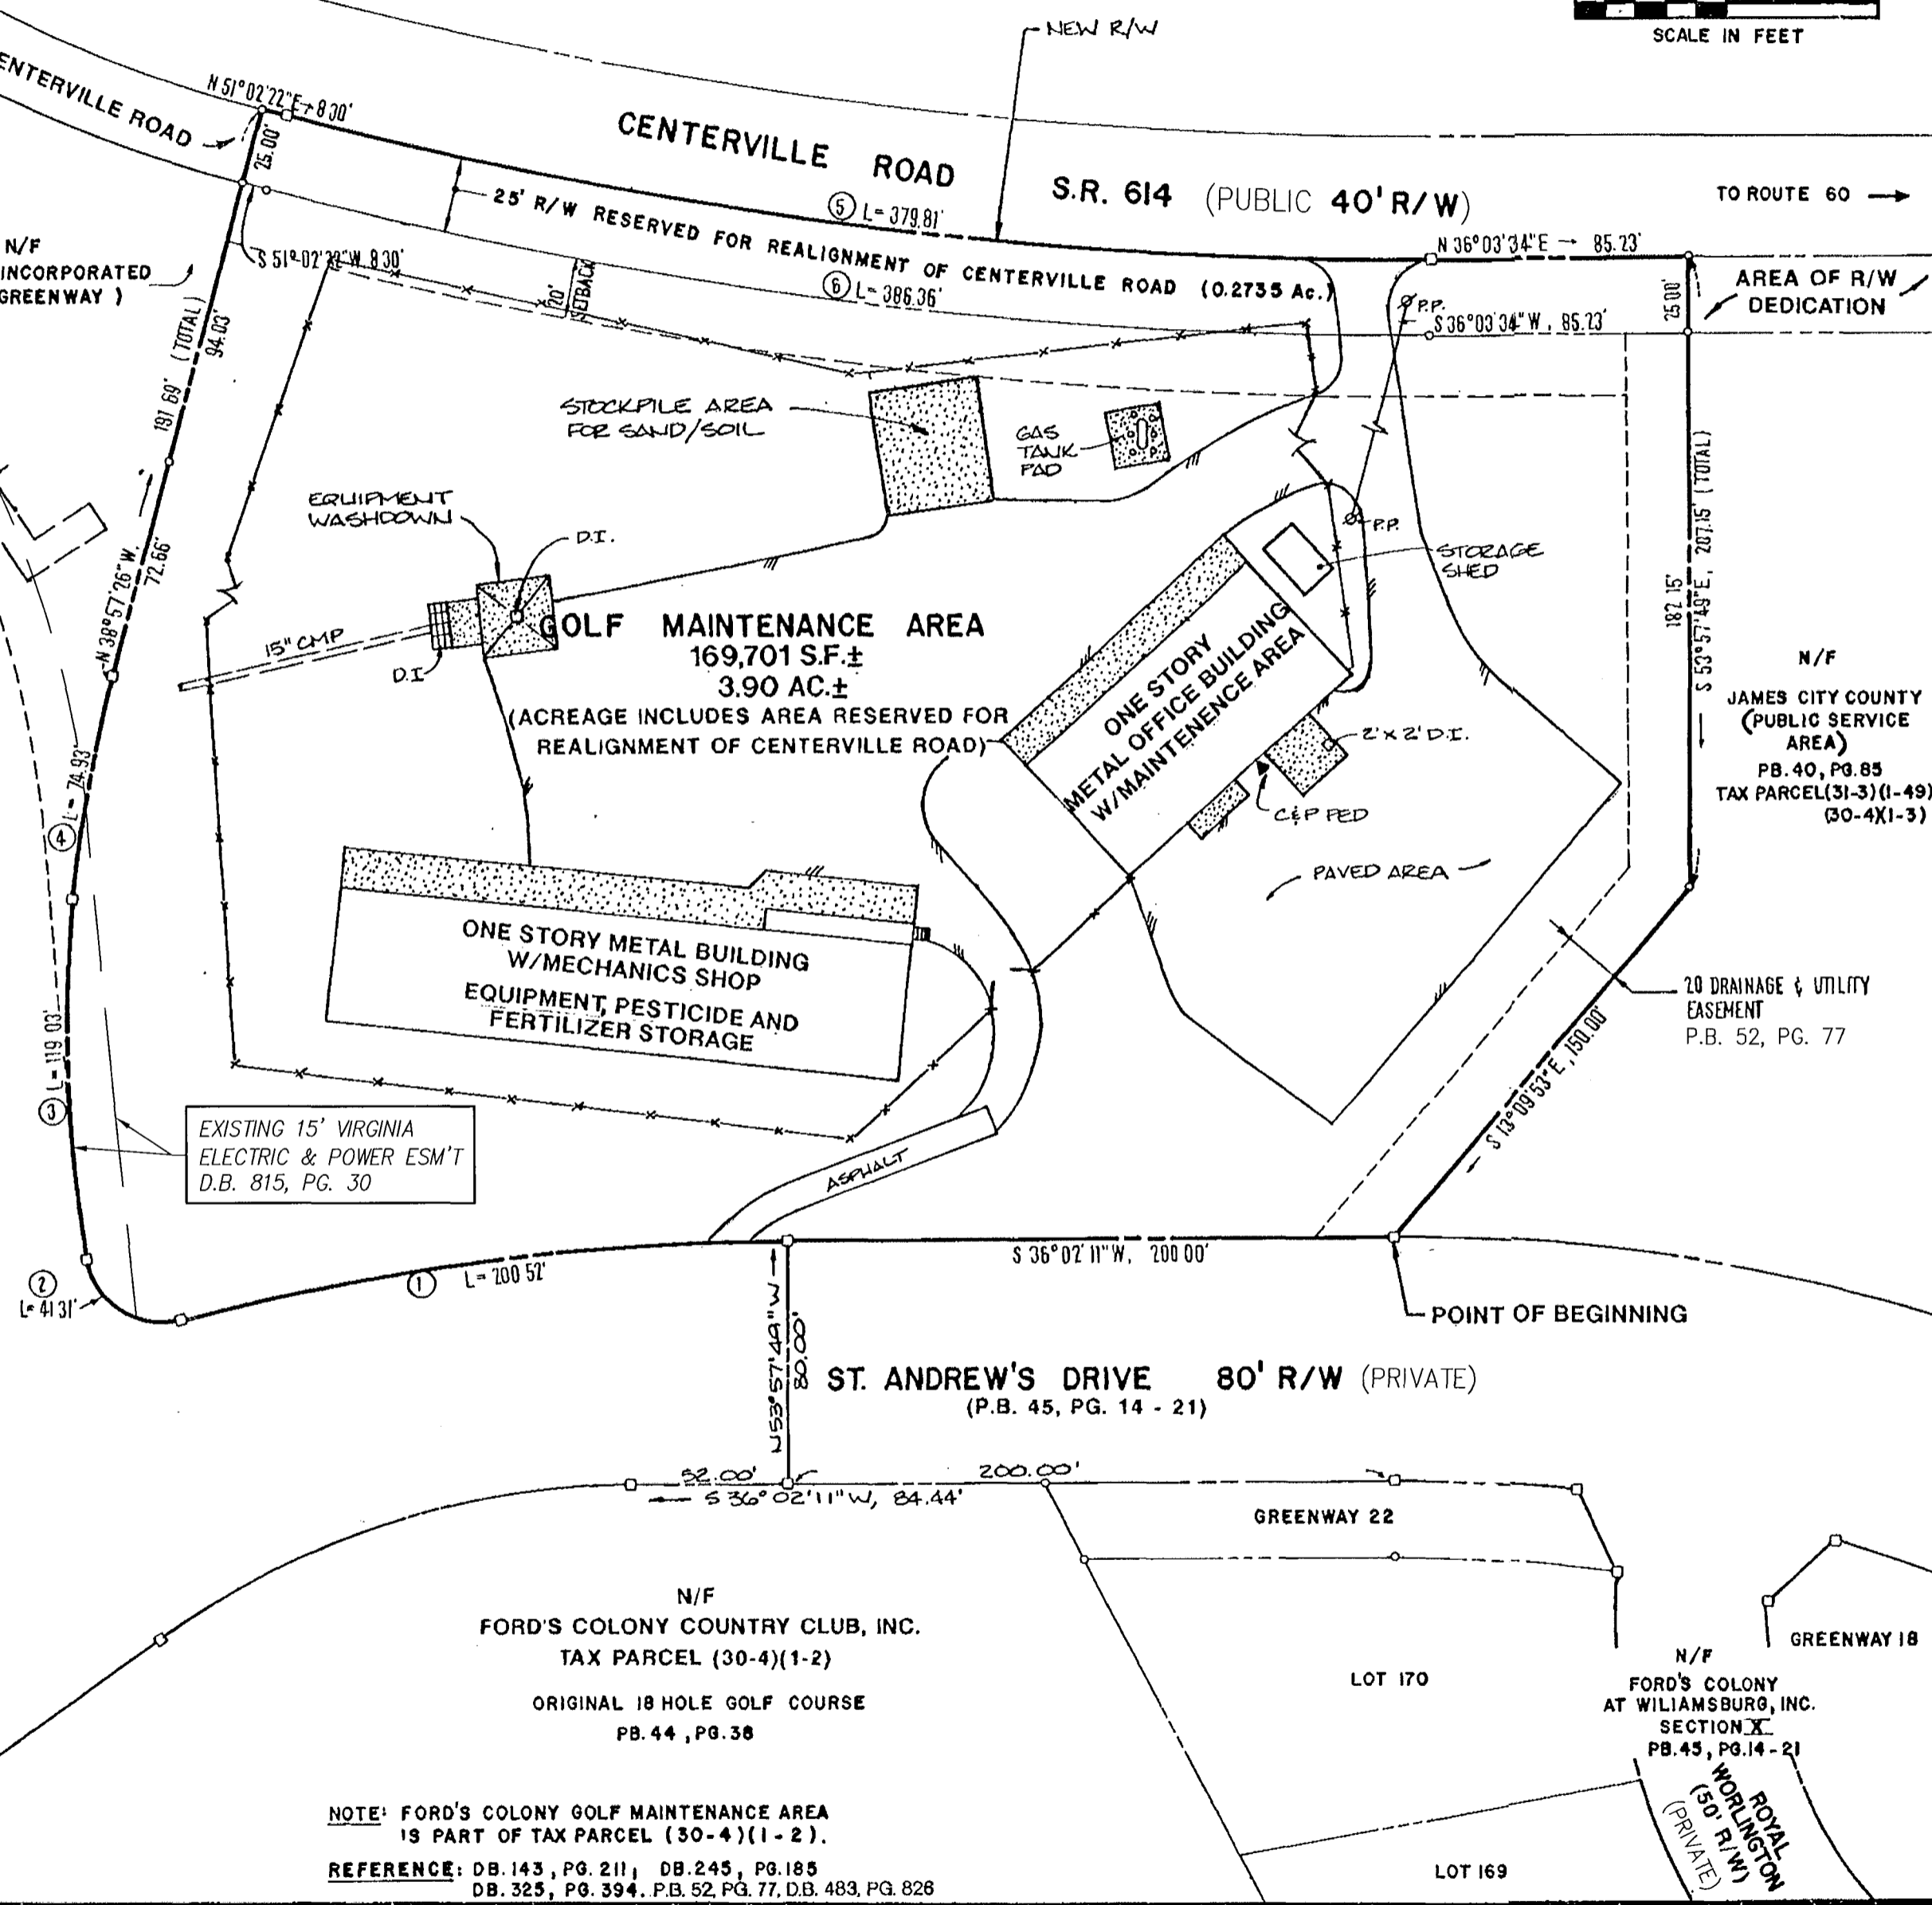 SCALE IN FEET
NEW R/W
CENTERVILLE ROAD
N 51°02'22"E 8.30'
25.00'
CENTERVILLE ROAD
S.R. 614 (PUBLIC 40' R/W)
TO ROUTE 60
25' R/W RESERVED FOR REALIGNMENT OF CENTERVILLE ROAD (0.2735 Ac.)
5 L= 379.81'
6 L= 386.36'
N 36°03'34"E 85.23'
S 36°03'34"W, 85.23'
25.00'
AREA OF R/W
DEDICATION
N/F
INCORPORATED
GREENWAY )
S 51°02'22"W 8.30'
20'
SETBACK
P.P.
191.69' (TOTAL)
94.03'
N 38°57'26"W.
72.66'
STOCKPILE AREA
FOR SAND/SOIL
GAS
TANK
PAD
EQUIPMENT
WASHDOWN
D.I.
P.P.
STORAGE
SHED
15" CMP
D.I.
GOLF MAINTENANCE AREA
169,701 S.F.±
3.90 AC.±
(ACREAGE INCLUDES AREA RESERVED FOR
REALIGNMENT OF CENTERVILLE ROAD)
ONE STORY
METAL OFFICE BUILDING
W/MAINTENENCE AREA
2'X 2' D.I.
C&P PED
PAVED AREA
S 53°57'49"E, 207.15' (TOTAL)
182.15'
N/F
JAMES CITY COUNTY
(PUBLIC SERVICE
AREA)
PB. 40, PG. 85
TAX PARCEL(31-3)(1-49)
(30-4)(1-3)
4 L= 74.93'
ONE STORY METAL BUILDING
W/MECHANICS SHOP
EQUIPMENT, PESTICIDE AND
FERTILIZER STORAGE
20 DRAINAGE & UTILITY
EASEMENT
P.B. 52, PG. 77
S 13°09'53"E, 150.00'
3 L= 119.03'
EXISTING 15' VIRGINIA
ELECTRIC & POWER ESM'T
D.B. 815, PG. 30
ASPHALT
2
L= 41.31'
1 L= 200.52'
S 36°02'11"W, 200.00'
POINT OF BEGINNING
N53°57'49"W
80.00'
ST. ANDREW'S DRIVE 80' R/W (PRIVATE)
(P.B. 45, PG. 14 - 21)
52.00' 200.00'
S 36°02'11"W, 84.44'
GREENWAY 22
N/F
FORD'S COLONY COUNTRY CLUB, INC.
TAX PARCEL (30-4)(1-2)
ORIGINAL 18 HOLE GOLF COURSE
PB. 44 , PG. 38
LOT 170
GREENWAY 18
N/F
FORD'S COLONY
AT WILIAMSBURG, INC.
SECTION X
PB. 45, PG. 14 - 21
ROYAL
WORLINGTON
(50' R/W)
(PRIVATE)
LOT 169
NOTE: FORD'S COLONY GOLF MAINTENANCE AREA
IS PART OF TAX PARCEL (30-4)(1-2).
REFERENCE: DB. 143, PG. 211; DB. 245, PG. 185
DB. 325, PG. 394. P.B. 52, PG. 77, D.B. 483, PG. 826